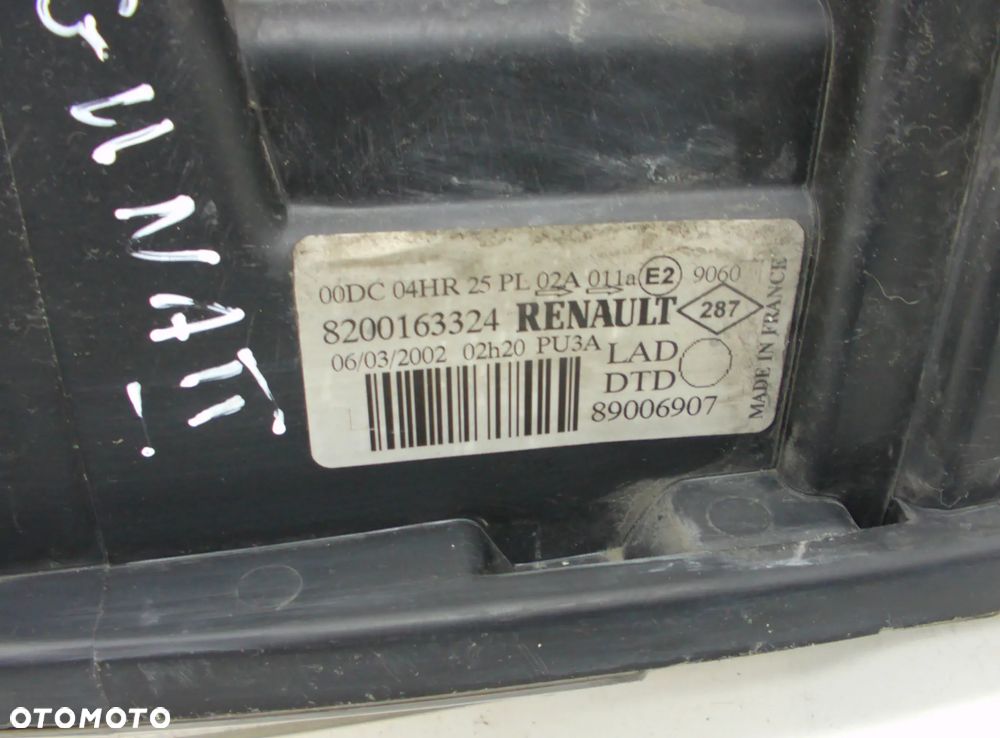 00DC 04HR 25 PL 02A 011a E2 9060
8200163324 RENAULT 287
06/03/2002 02h20 PU3A LAD
DTD
89006907
MADE IN FRANCE
OTOMOTO